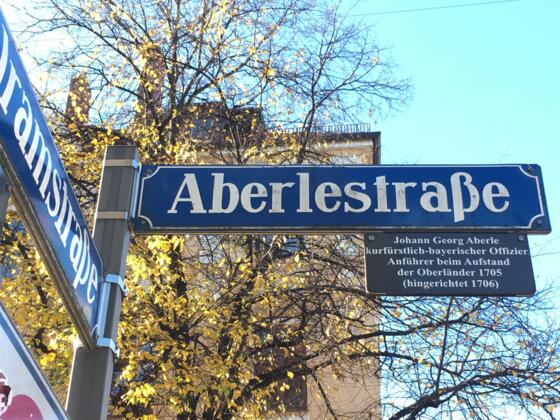 Aberlestraße
Johann Georg Aberle
kurfürstlich-bayerischer Offizier
Anführer beim Aufstand
der Oberländer 1705
(hingerichtet 1706)